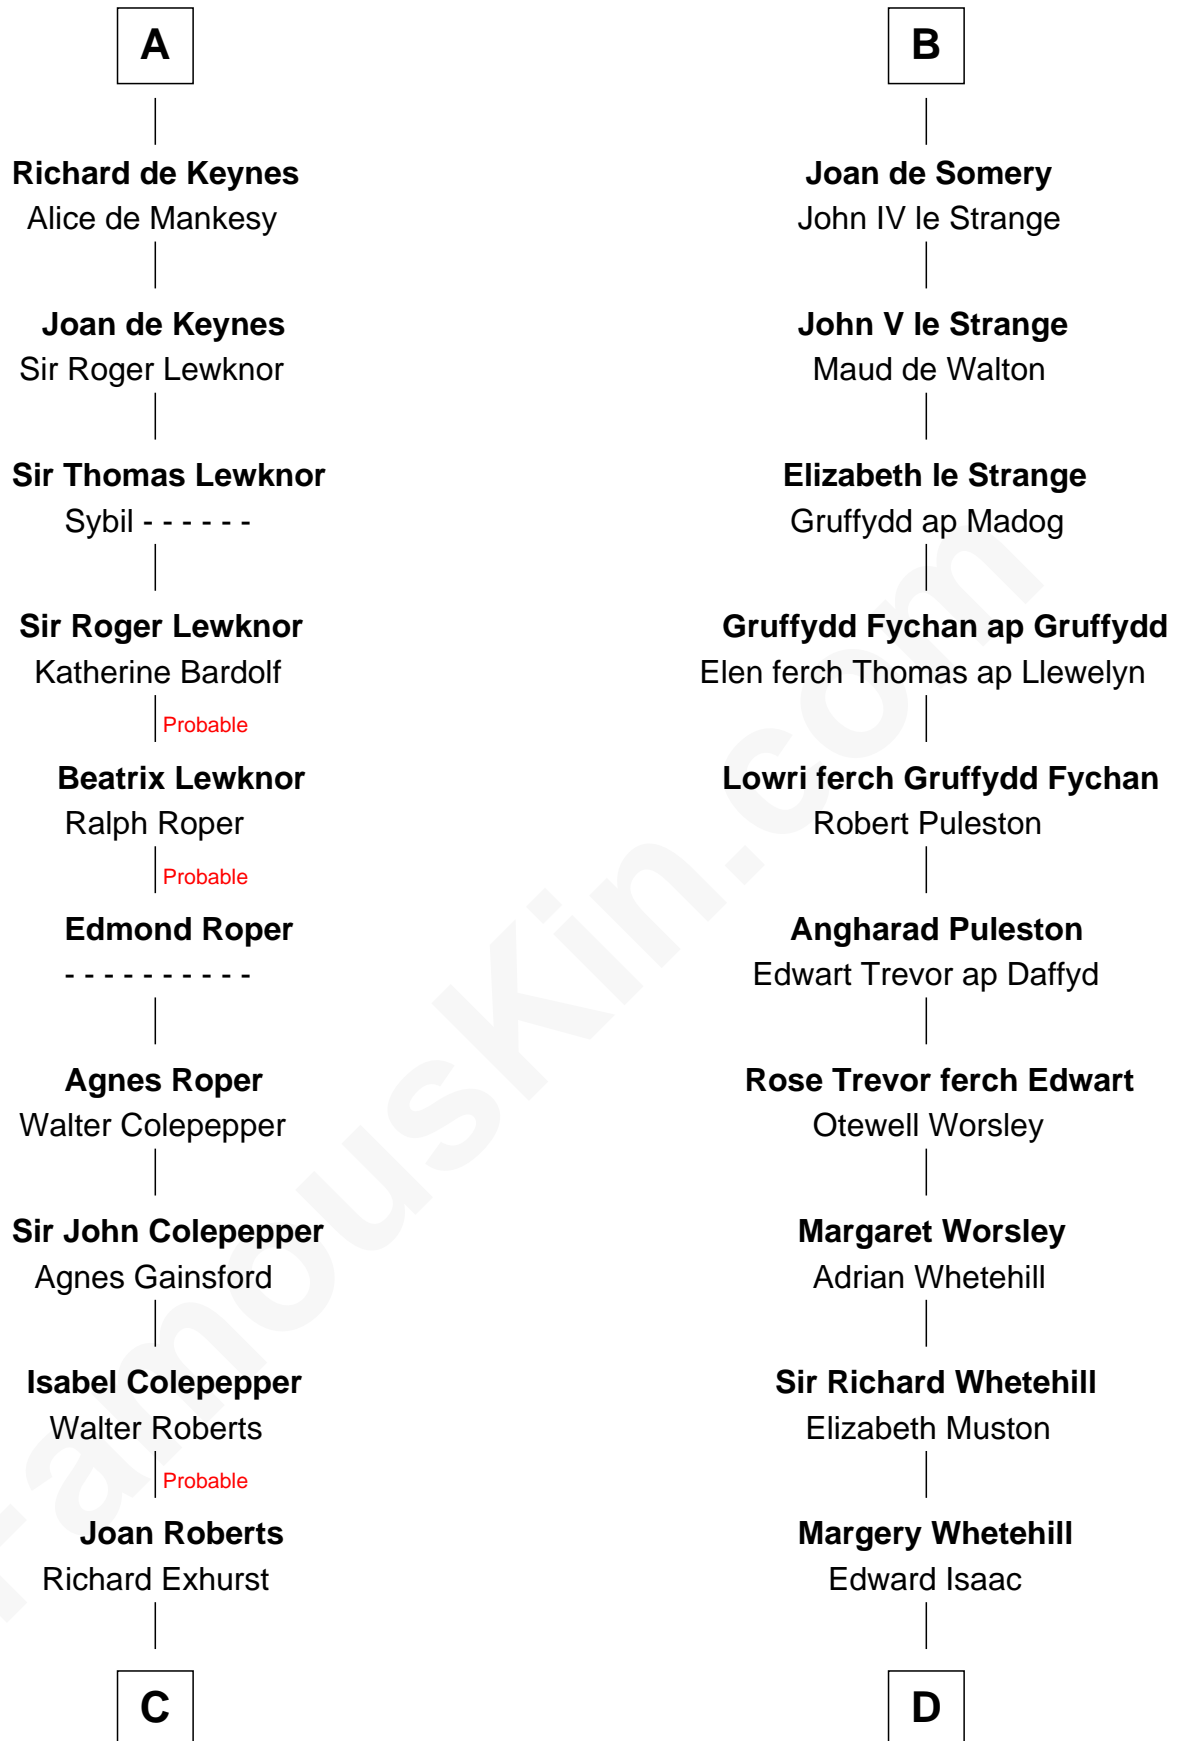 A
Richard de Keynes
Alice de Mankesy
Joan de Keynes
Sir Roger Lewknor
Sir Thomas Lewknor
Sybil - - - - - -
Sir Roger Lewknor
Katherine Bardolf
Probable
Beatrix Lewknor
Ralph Roper
Probable
Edmond Roper
- - - - - - - - - -
Agnes Roper
Walter Colepepper
Sir John Colepepper
Agnes Gainsford
Isabel Colepepper
Walter Roberts
Probable
Joan Roberts
Richard Exhurst
C
B
Joan de Somery
John IV le Strange
John V le Strange
Maud de Walton
Elizabeth le Strange
Gruffydd ap Madog
Gruffydd Fychan ap Gruffydd
Elen ferch Thomas ap Llewelyn
Lowri ferch Gruffydd Fychan
Robert Puleston
Angharad Puleston
Edwart Trevor ap Daffyd
Rose Trevor ferch Edwart
Otewell Worsley
Margaret Worsley
Adrian Whetehill
Sir Richard Whetehill
Elizabeth Muston
Margery Whetehill
Edward Isaac
D
FamousKin.com